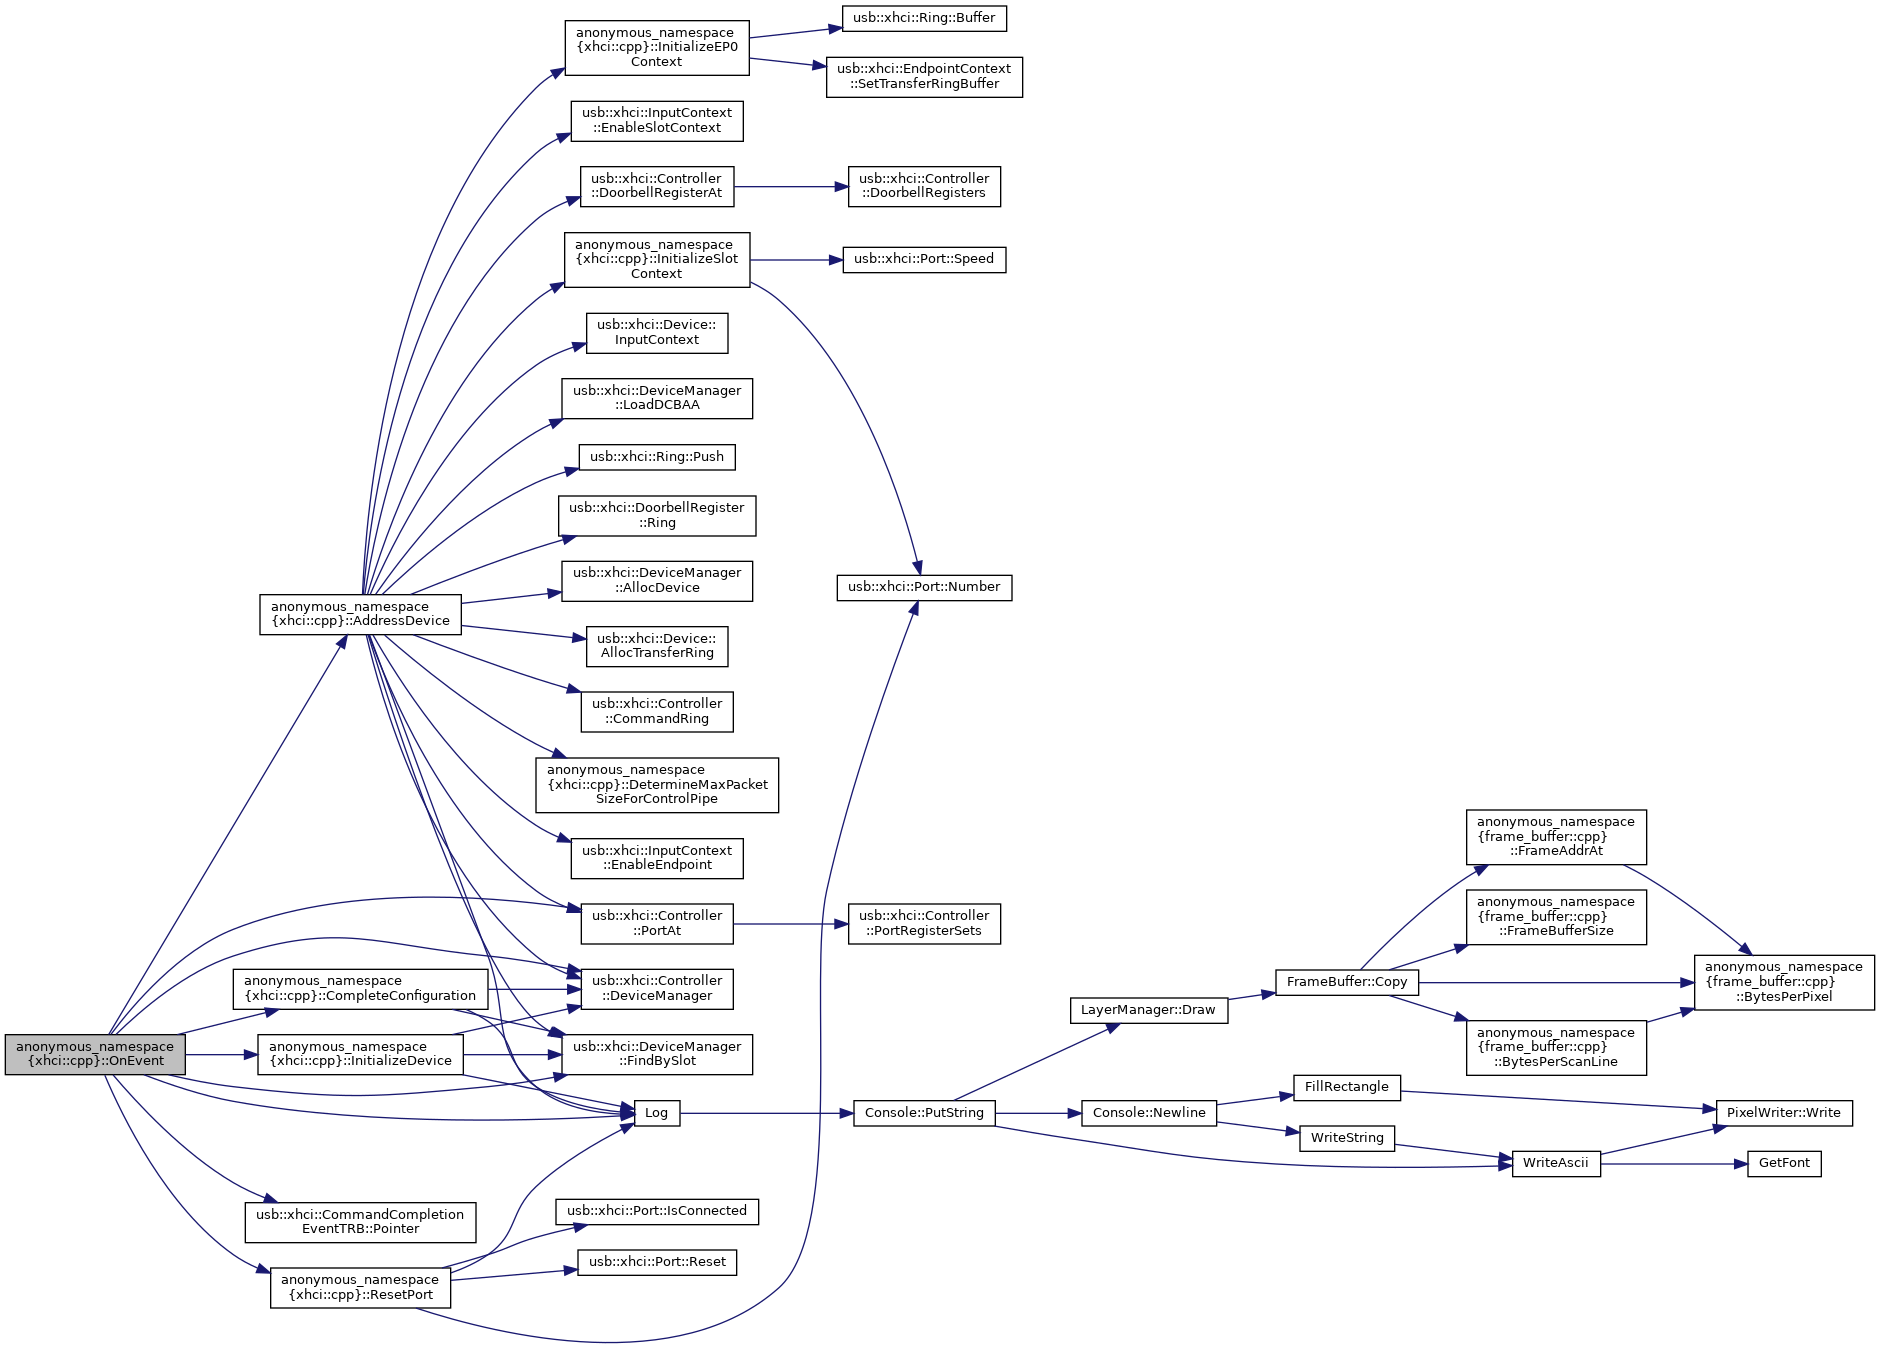 usb::xhci::Ring::Buffer
anonymous_namespace
{xhci::cpp}::InitializeEP0
Context
usb::xhci::EndpointContext
::SetTransferRingBuffer
usb::xhci::InputContext
::EnableSlotContext
usb::xhci::Controller
::DoorbellRegisterAt
usb::xhci::Controller
::DoorbellRegisters
anonymous_namespace
{xhci::cpp}::InitializeSlot
Context
usb::xhci::Port::Speed
usb::xhci::Device::
InputContext
usb::xhci::DeviceManager
::LoadDCBAA
usb::xhci::Ring::Push
usb::xhci::DoorbellRegister
::Ring
usb::xhci::DeviceManager
::AllocDevice
usb::xhci::Port::Number
anonymous_namespace
{xhci::cpp}::AddressDevice
usb::xhci::Device::
AllocTransferRing
usb::xhci::Controller
::CommandRing
anonymous_namespace
{xhci::cpp}::DetermineMaxPacket
SizeForControlPipe
usb::xhci::InputContext
::EnableEndpoint
anonymous_namespace
{frame_buffer::cpp}
::FrameAddrAt
usb::xhci::Controller
::PortAt
usb::xhci::Controller
::PortRegisterSets
anonymous_namespace
{frame_buffer::cpp}
::FrameBufferSize
anonymous_namespace
{xhci::cpp}::CompleteConfiguration
usb::xhci::Controller
::DeviceManager
FrameBuffer::Copy
anonymous_namespace
{frame_buffer::cpp}
::BytesPerPixel
LayerManager::Draw
anonymous_namespace
{xhci::cpp}::OnEvent
anonymous_namespace
{xhci::cpp}::InitializeDevice
usb::xhci::DeviceManager
::FindBySlot
anonymous_namespace
{frame_buffer::cpp}
::BytesPerScanLine
FillRectangle
Log
Console::PutString
Console::Newline
PixelWriter::Write
WriteString
WriteAscii
GetFont
usb::xhci::CommandCompletion
EventTRB::Pointer
usb::xhci::Port::IsConnected
usb::xhci::Port::Reset
anonymous_namespace
{xhci::cpp}::ResetPort